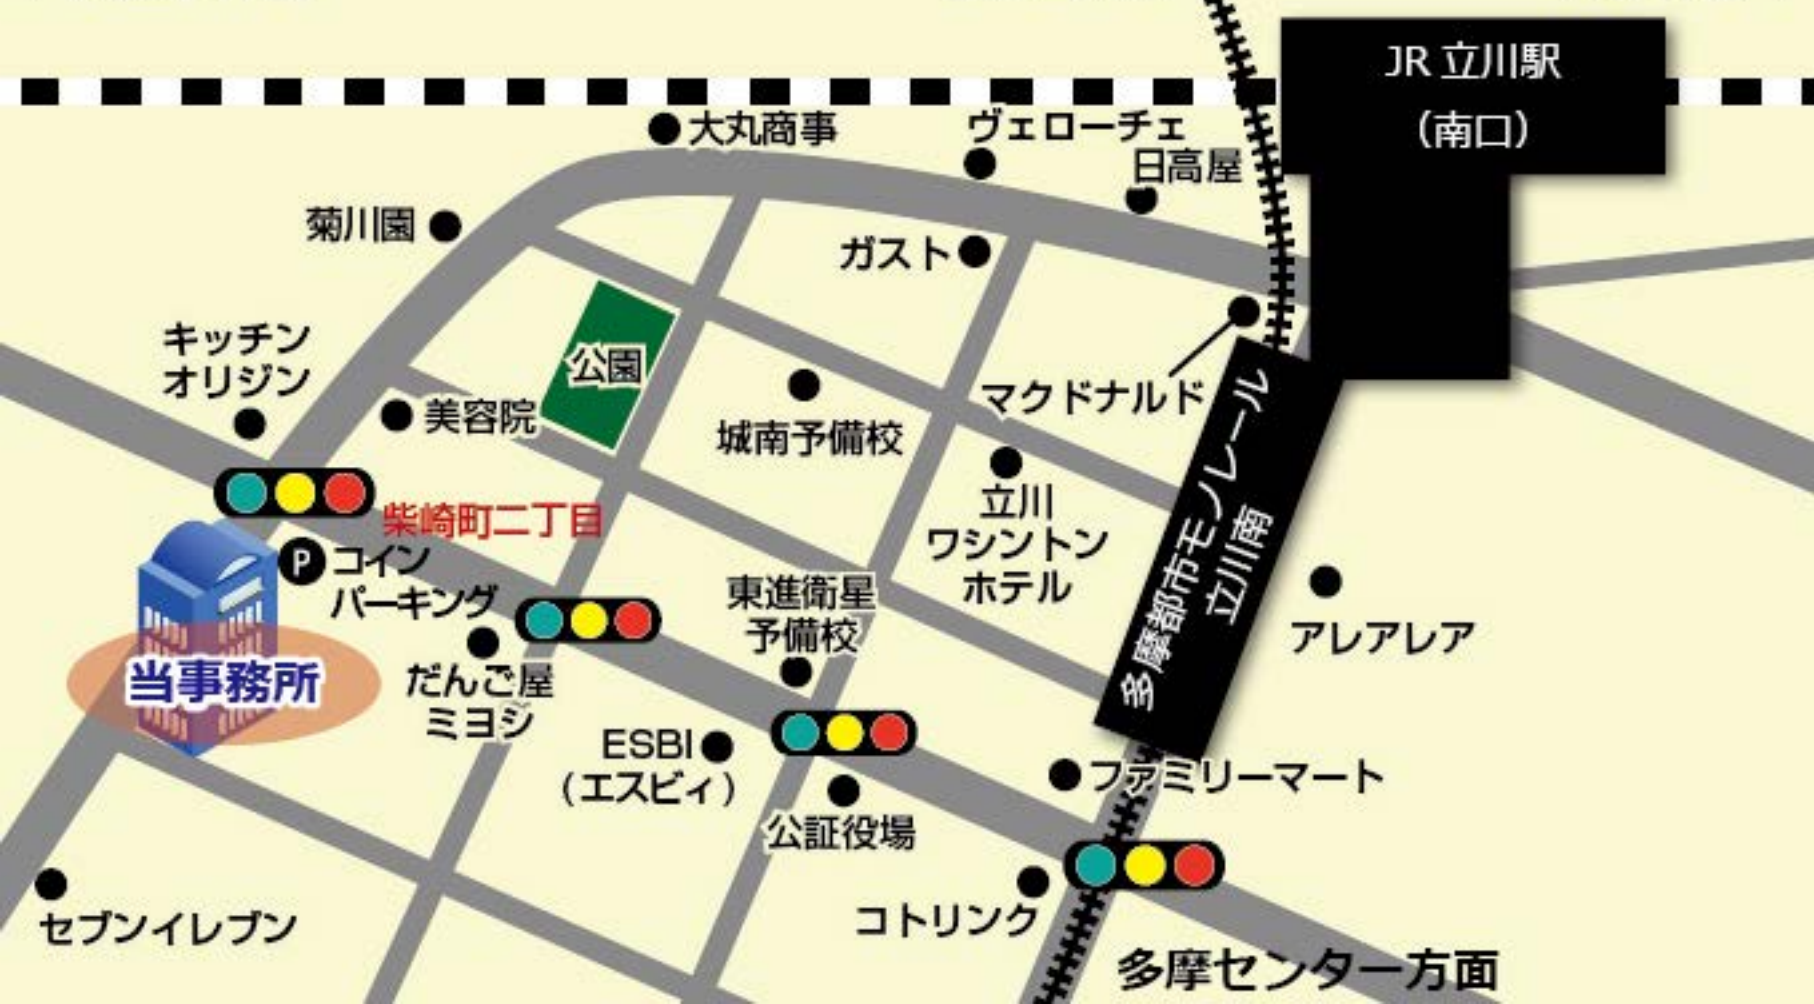 JR 立川駅
（南口）
大丸商事
ヴェローチェ
日高屋
菊川園
ガスト
キッチン
オリジン
公園
マクドナルド
美容院
城南予備校
立川
ワシントン
ホテル
多摩都市モノレール
立川南
柴崎町二丁目
P
コイン
パーキング
東進衛星
予備校
アレアレア
当事務所
だんご屋
ミヨシ
ESBI
（エスビィ）
ファミリーマート
公証役場
セブンイレブン
コトリンク
多摩センター方面